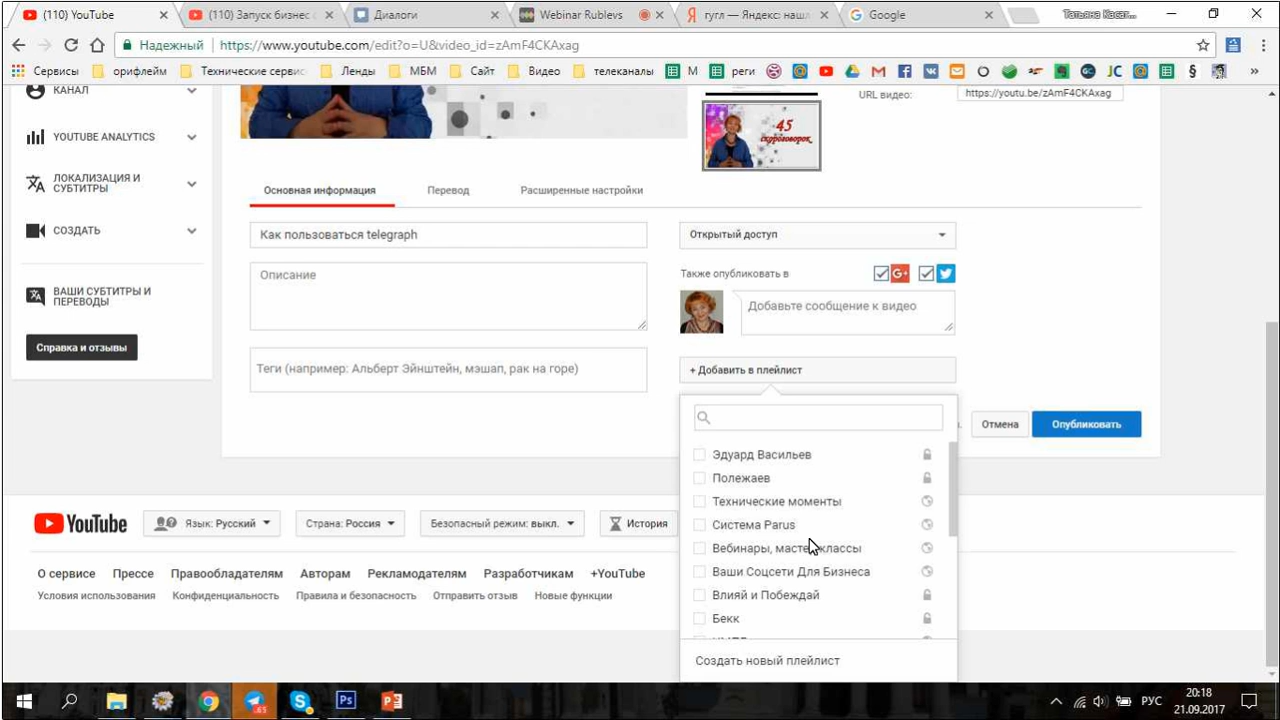 (110) YouTube
(110) Запуск бизнес с
Диалоги
Webinar Rublevs
гугл — Яндекс: наш
Google
Надежный
https://www.youtube.com/edit?o=U&video_id=zAmF4CKAxag
Сервисы
орифлейм
Технические сервис
Ленды
МБМ
Сайт
Видео
телеканалы
М
реги
JC
§
»
КАНАЛ
YOUTUBE ANALYTICS
ЛОКАЛИЗАЦИЯ И
СУБТИТРЫ
СОЗДАТЬ
ВАШИ СУБТИТРЫ И
ПЕРЕВОДЫ
Справка и отзывы
45
скороговорок
URL видео:
https://youtu.be/zAmF4CKAxag
Основная информация
Перевод
Расширенные настройки
Как пользоваться telegraph
Описание
Теги (например: Альберт Эйнштейн, мэшап, рак на горе)
Открытый доступ
Также опубликовать в
G+
Добавьте сообщение к видео
+ Добавить в плейлист
Отмена
Опубликовать
Эдуард Васильев
Полежаев
Технические моменты
Система Parus
Вебинары, мастер классы
Ваши Соцсети Для Бизнеса
Влияй и Побеждай
Бекк
Создать новый плейлист
YouTube
Язык: Русский
Страна: Россия
Безопасный режим: выкл.
История
О сервисе
Прессе
Правообладателям
Авторам
Рекламодателям
Разработчикам
+YouTube
Условия использования
Конфиденциальность
Правила и безопасность
Отправить отзыв
Новые функции
Ps
РУС
20:18
21.09.2017